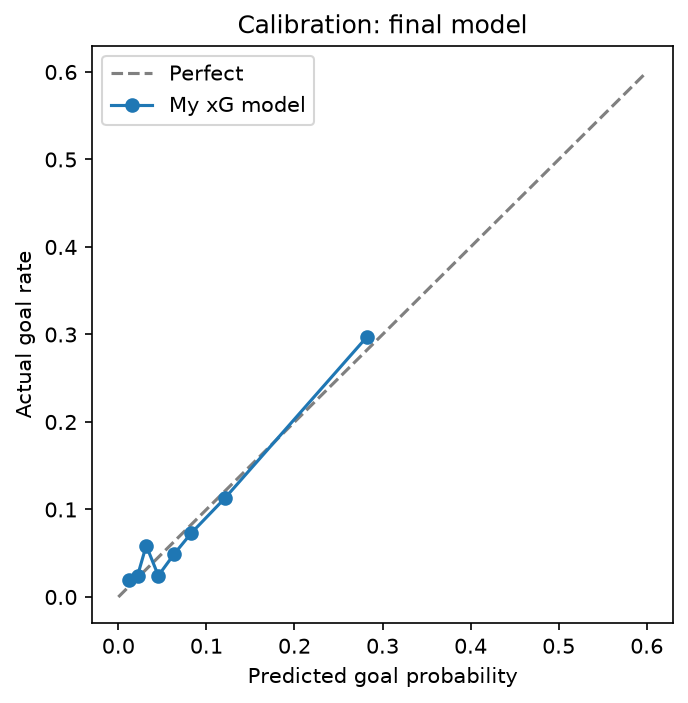 Calibration: final model
Perfect
My xG model
Actual goal rate
0.6
0.5
0.4
0.3
0.2
0.1
0.0
0.0 0.1 0.2 0.3 0.4 0.5 0.6
Predicted goal probability